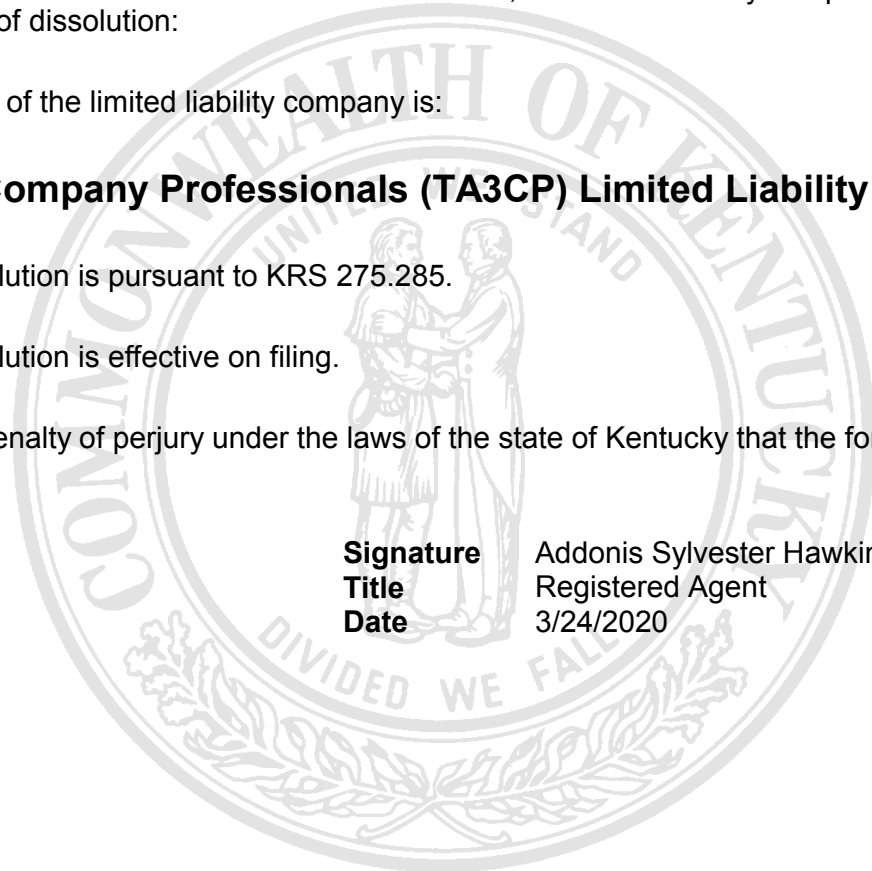 of dissolution:
of the limited liability company is:
Company Professionals (TA3CP) Limited Liability
lution is pursuant to KRS 275.285.
lution is effective on filing.
enalty of perjury under the laws of the state of Kentucky that the for
Signature Addonis Sylvester Hawkin
Title Registered Agent
Date 3/24/2020
COMMONWEALTH OF KENTUCKY
UNITED WE STAND
DIVIDED WE FALL